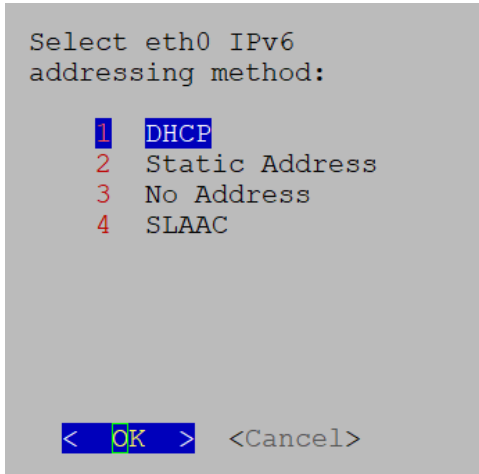 Select eth0 IPv6
addressing method:
1 DHCP
2 Static Address
3 No Address
4 SLAAC
< OK > <Cancel>